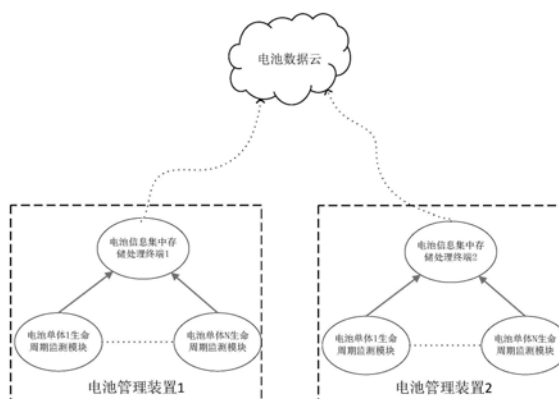 电池数据云
电池信息集中存
储处理终端1
电池信息集中存
储处理终端2
电池单体1生命
周期监测模块
电池单体N生命
周期监测模块
电池单体1生命
周期监测模块
电池单体N生命
周期监测模块
电池管理装置1
电池管理装置2